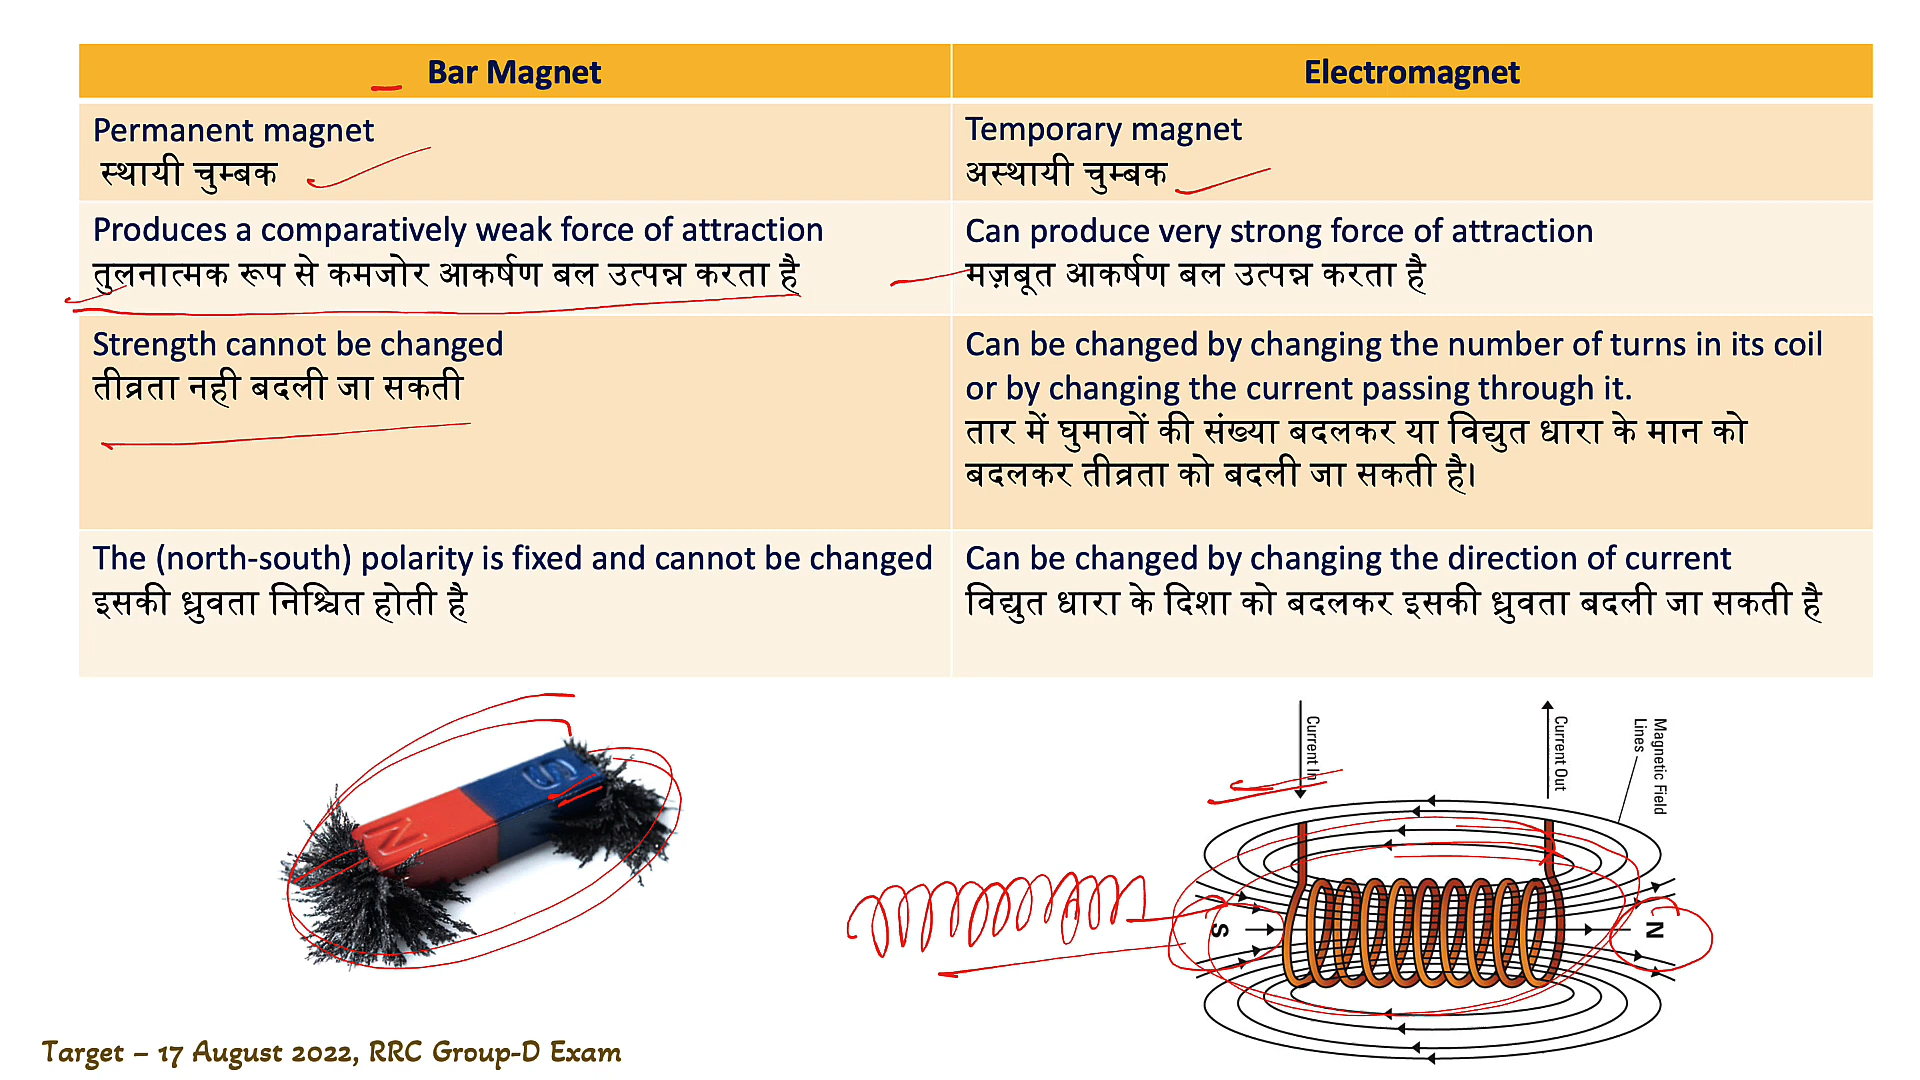 Bar Magnet
Electromagnet
Permanent magnet
स्थायी चुम्बक
Temporary magnet
अस्थायी चुम्बक
Produces a comparatively weak force of attraction
तुलनात्मक रूप से कमजोर आकर्षण बल उत्पन्न करता है
Can produce very strong force of attraction
मज़बूत आकर्षण बल उत्पन्न करता है
Strength cannot be changed
तीव्रता नही बदली जा सकती
Can be changed by changing the number of turns in its coil
or by changing the current passing through it.
तार में घुमावों की संख्या बदलकर या विद्युत धारा के मान को
बदलकर तीव्रता को बदली जा सकती है।
The (north-south) polarity is fixed and cannot be changed
इसकी ध्रुवता निश्चित होती है
Can be changed by changing the direction of current
विद्युत धारा के दिशा को बदलकर इसकी ध्रुवता बदली जा सकती है
N
S
Current In
Current Out
Magnetic Field
Lines
S
N
Target – 17 August 2022, RRC Group-D Exam